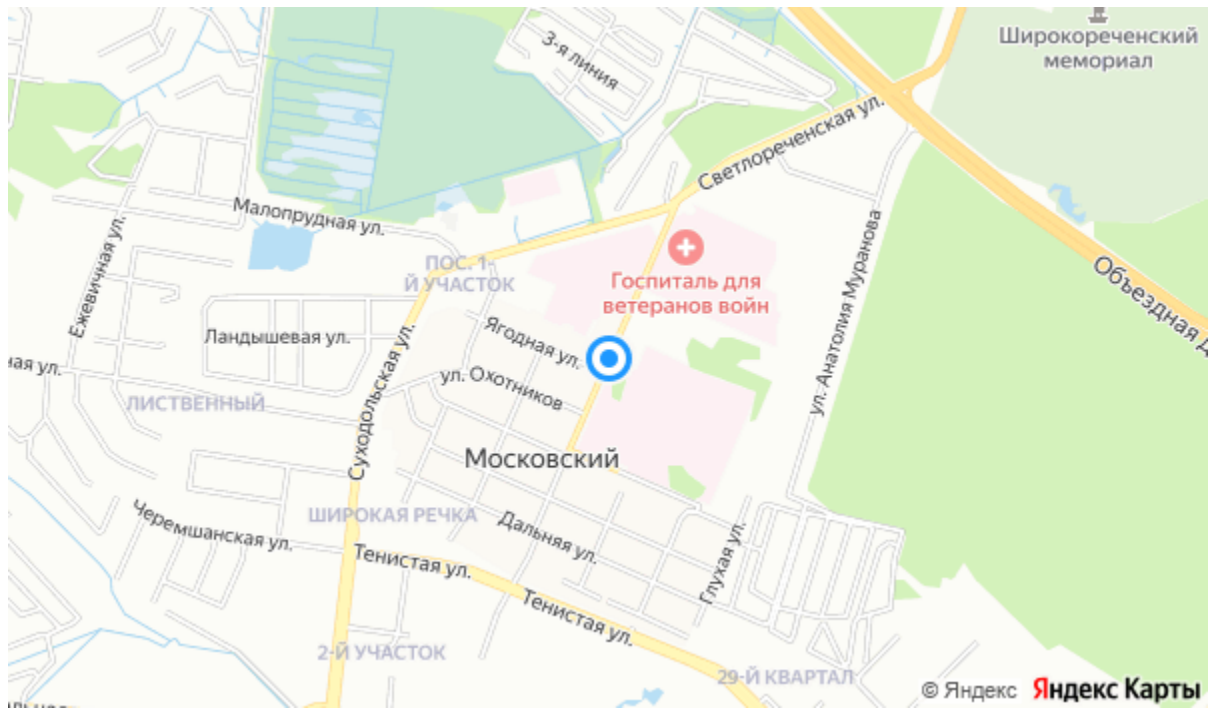 Широкореченский
мемориал
3-я линия
Светлореченская ул.
Малопрудная ул.
Ежевичная ул.
ПОС. 1-
Й УЧАСТОК
Госпиталь для
ветеранов войн
ул. Анатолия Муранова
Объездная
Ландышевая ул.
Ягодная ул.
ная ул.
ул. Охотников
ЛИСТВЕННЫЙ
Суходольская ул.
Московский
ШИРОКАЯ РЕЧКА
Черемшанская ул.
Дальняя ул.
Глухая ул.
Тенистая ул.
Тенистая ул.
2-Й УЧАСТОК
29-Й КВАРТАЛ
© Яндекс Яндекс Карты